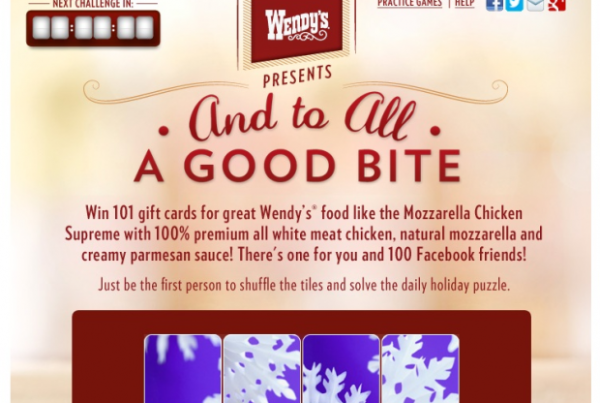 NEXT CHALLENGE IN:
PRACTICE GAMES | HELP
WENDY'S®
PRESENTS
• And to All •
A GOOD BITE
Win 101 gift cards for great Wendy's® food like the Mozzarella Chicken
Supreme with 100% premium all white meat chicken, natural mozzarella and
creamy parmesan sauce! There's one for you and 100 Facebook friends!
Just be the first person to shuffle the tiles and solve the daily holiday puzzle.